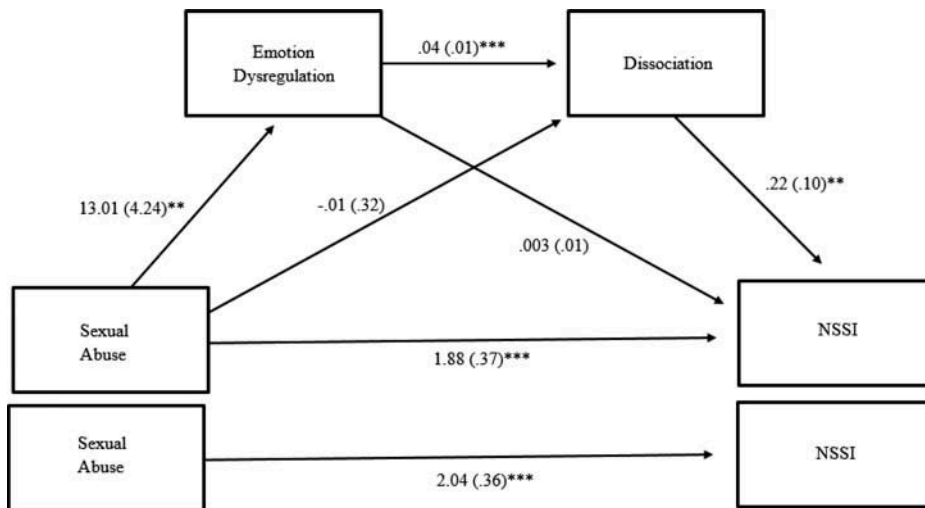 Emotion
Dysregulation
.04 (.01)***
Dissociation
13.01 (4.24)**
-.01 (.32)
.22 (.10)**
.003 (.01)
Sexual
Abuse
NSSI
1.88 (.37)***
Sexual
Abuse
NSSI
2.04 (.36)***